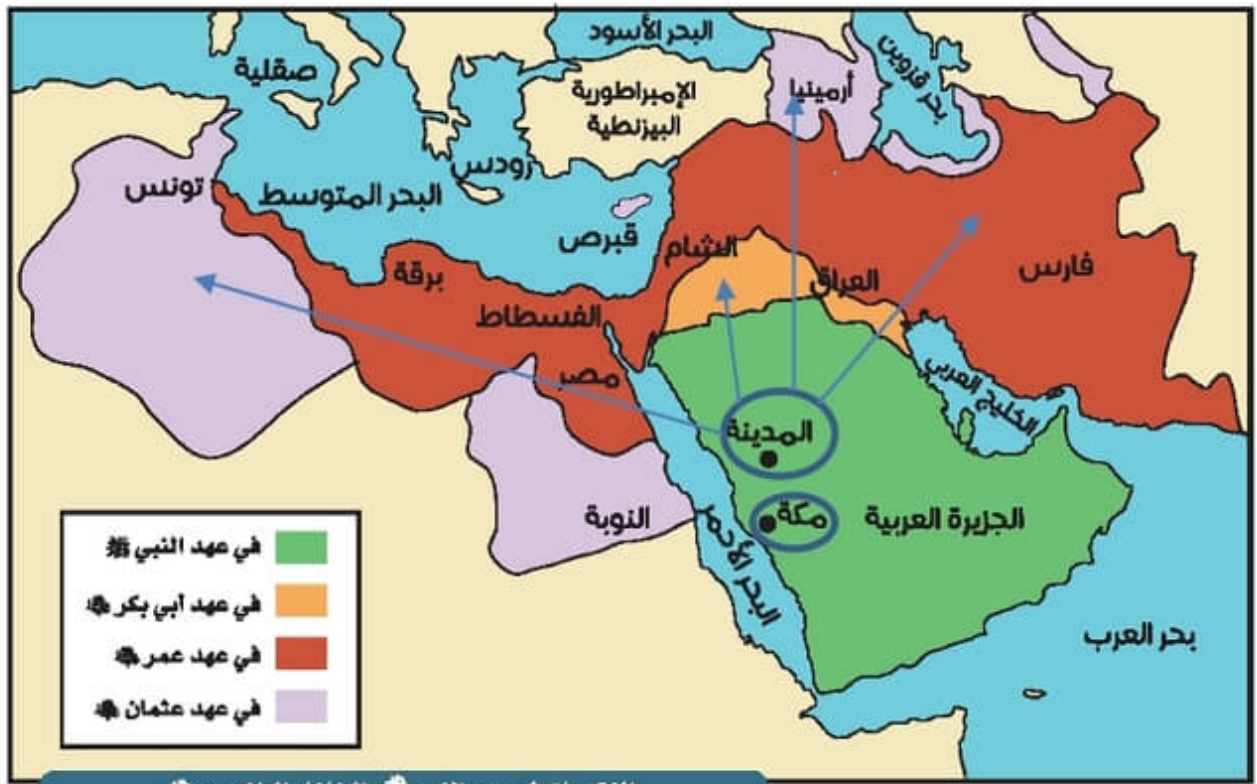 البحر الأسود
صقلية
الإمبراطورية
البيزنطية
أرمينيا
بحر قزوين
رودس
تونس
البحر المتوسط
قبرص
الشام
برقة
العراق
فارس
الفسطاط
مصر
الخليج العربي
المدينة
مكة
الجزيرة العربية
النوبة
البحر الأحمر
بحر العرب
في عهد النبي ﷺ
في عهد أبي بكر
في عهد عمر
في عهد عثمان